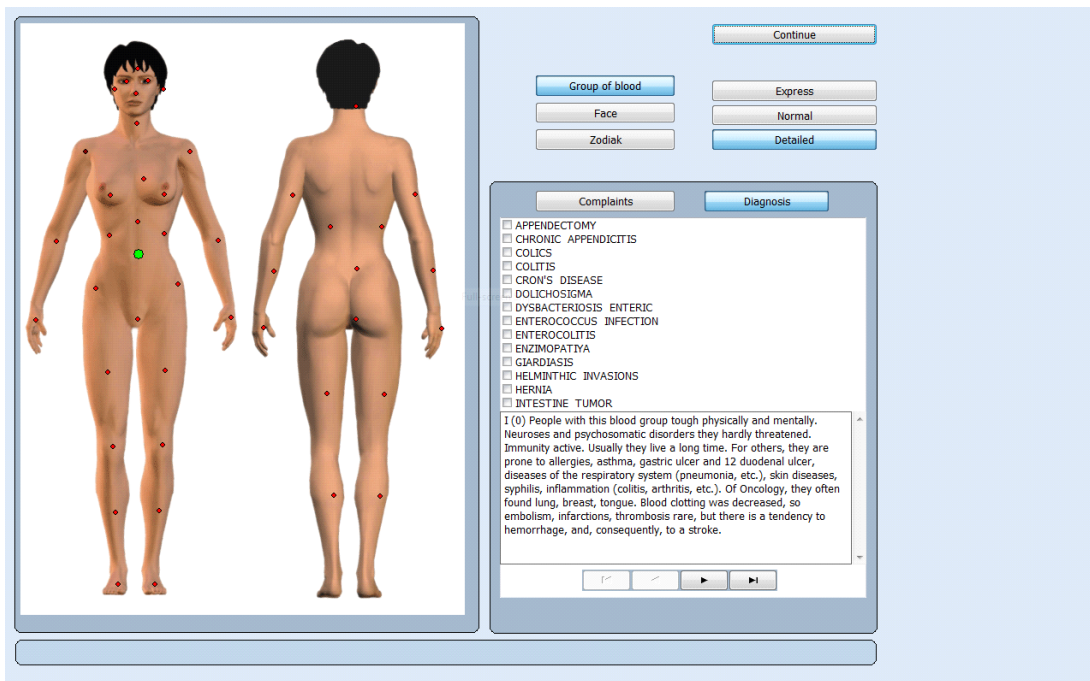 Continue
Group of blood
Express
Face
Normal
Zodiak
Detailed
Complaints
Diagnosis
APPENDECTOMY
CHRONIC APPENDICITIS
COLICS
COLITIS
CRON'S DISEASE
DOLICHOSIGMA
DYSBACTERIOSIS ENTERIC
ENTEROCOCCUS INFECTION
ENTEROCOLITIS
ENZIMOPATIYA
GIARDIASIS
HELMINTHIC INVASIONS
HERNIA
INTESTINE TUMOR
I (0) People with this blood group tough physically and mentally.
Neuroses and psychosomatic disorders they hardly threatened.
Immunity active. Usually they live a long time. For others, they are
prone to allergies, asthma, gastric ulcer and 12 duodenal ulcer,
diseases of the respiratory system (pneumonia, etc.), skin diseases,
syphilis, inflammation (colitis, arthritis, etc.). Of Oncology, they often
found lung, breast, tongue. Blood clotting was decreased, so
embolism, infarctions, thrombosis rare, but there is a tendency to
hemorrhage, and, consequently, to a stroke.